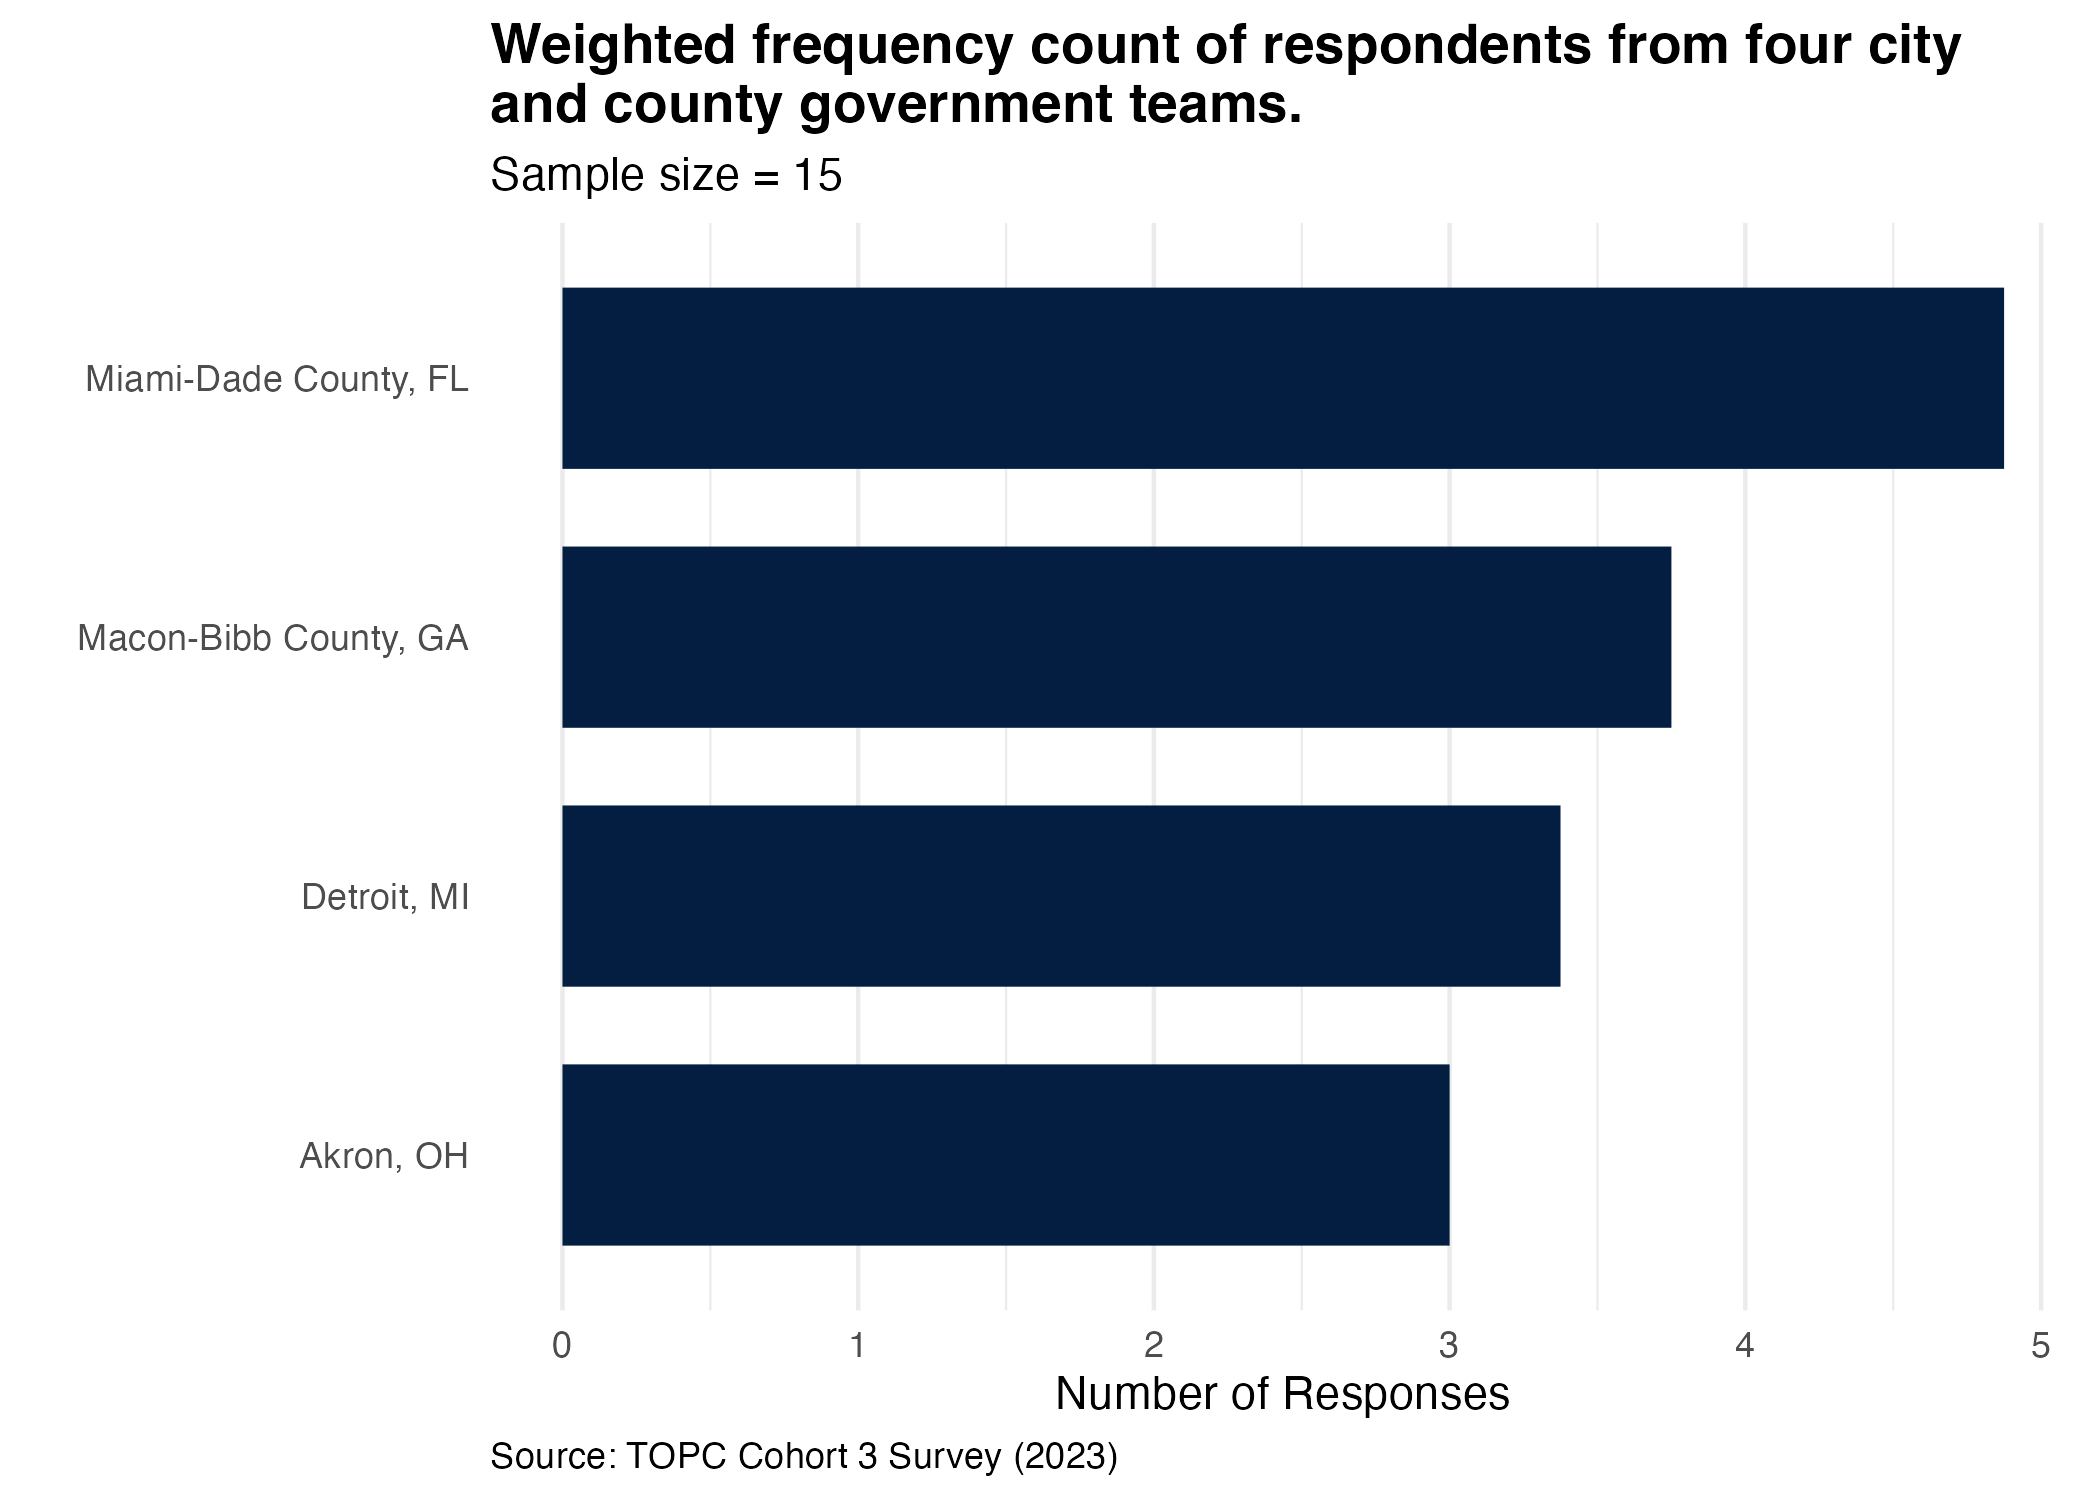 Weighted frequency count of respondents from four city
and county government teams.
Sample size = 15
Miami-Dade County, FL
Macon-Bibb County, GA
Detroit, MI
Akron, OH
0 1 2 3 4 5
Number of Responses
Source: TOPC Cohort 3 Survey (2023)